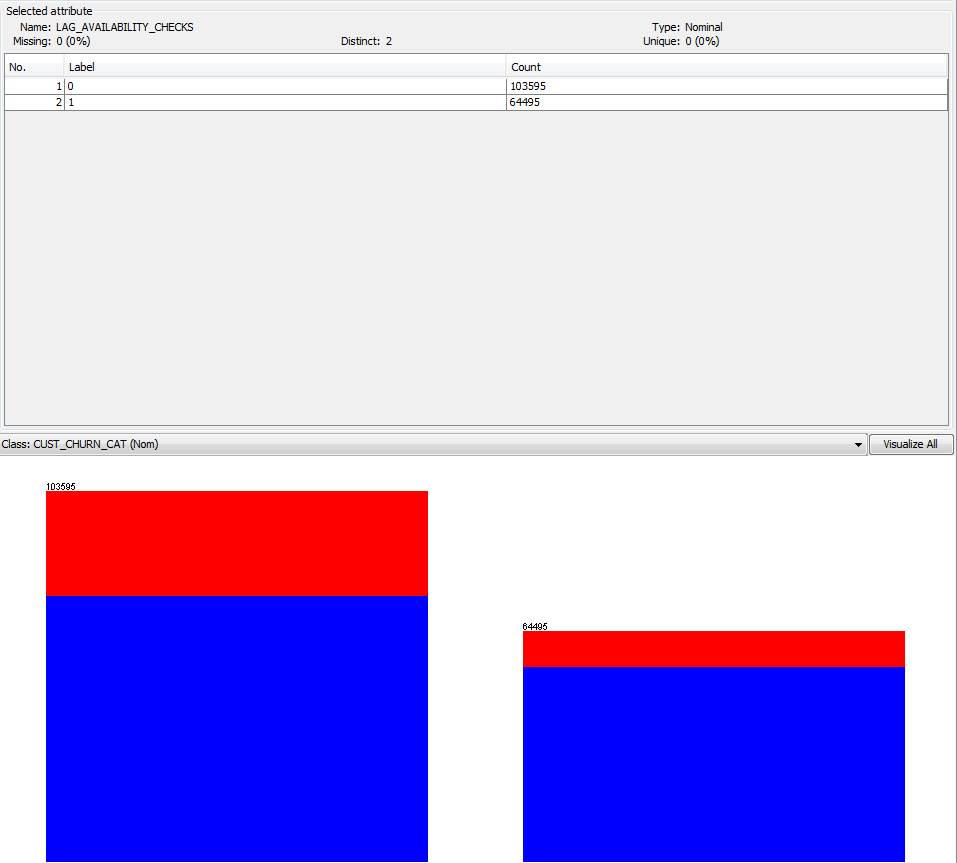 Selected attribute
Name: LAG_AVAILABILITY_CHECKS Type: Nominal
Missing: 0 (0%) Distinct: 2 Unique: 0 (0%)
No. Label Count
1 0 103595
2 1 64495
Class: CUST_CHURN_CAT (Nom) Visualize All
103595
64495